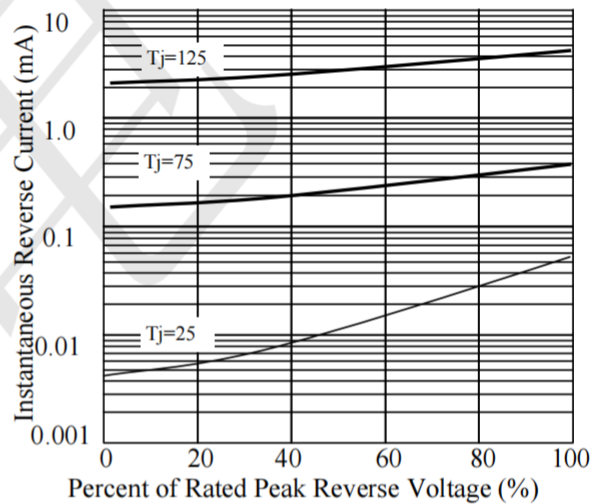 Instantaneous Reverse Current (mA)
10
1.0
0.1
0.01
0.001
Tj=125
Tj=75
Tj=25
0 20 40 60 80 100
Percent of Rated Peak Reverse Voltage (%)